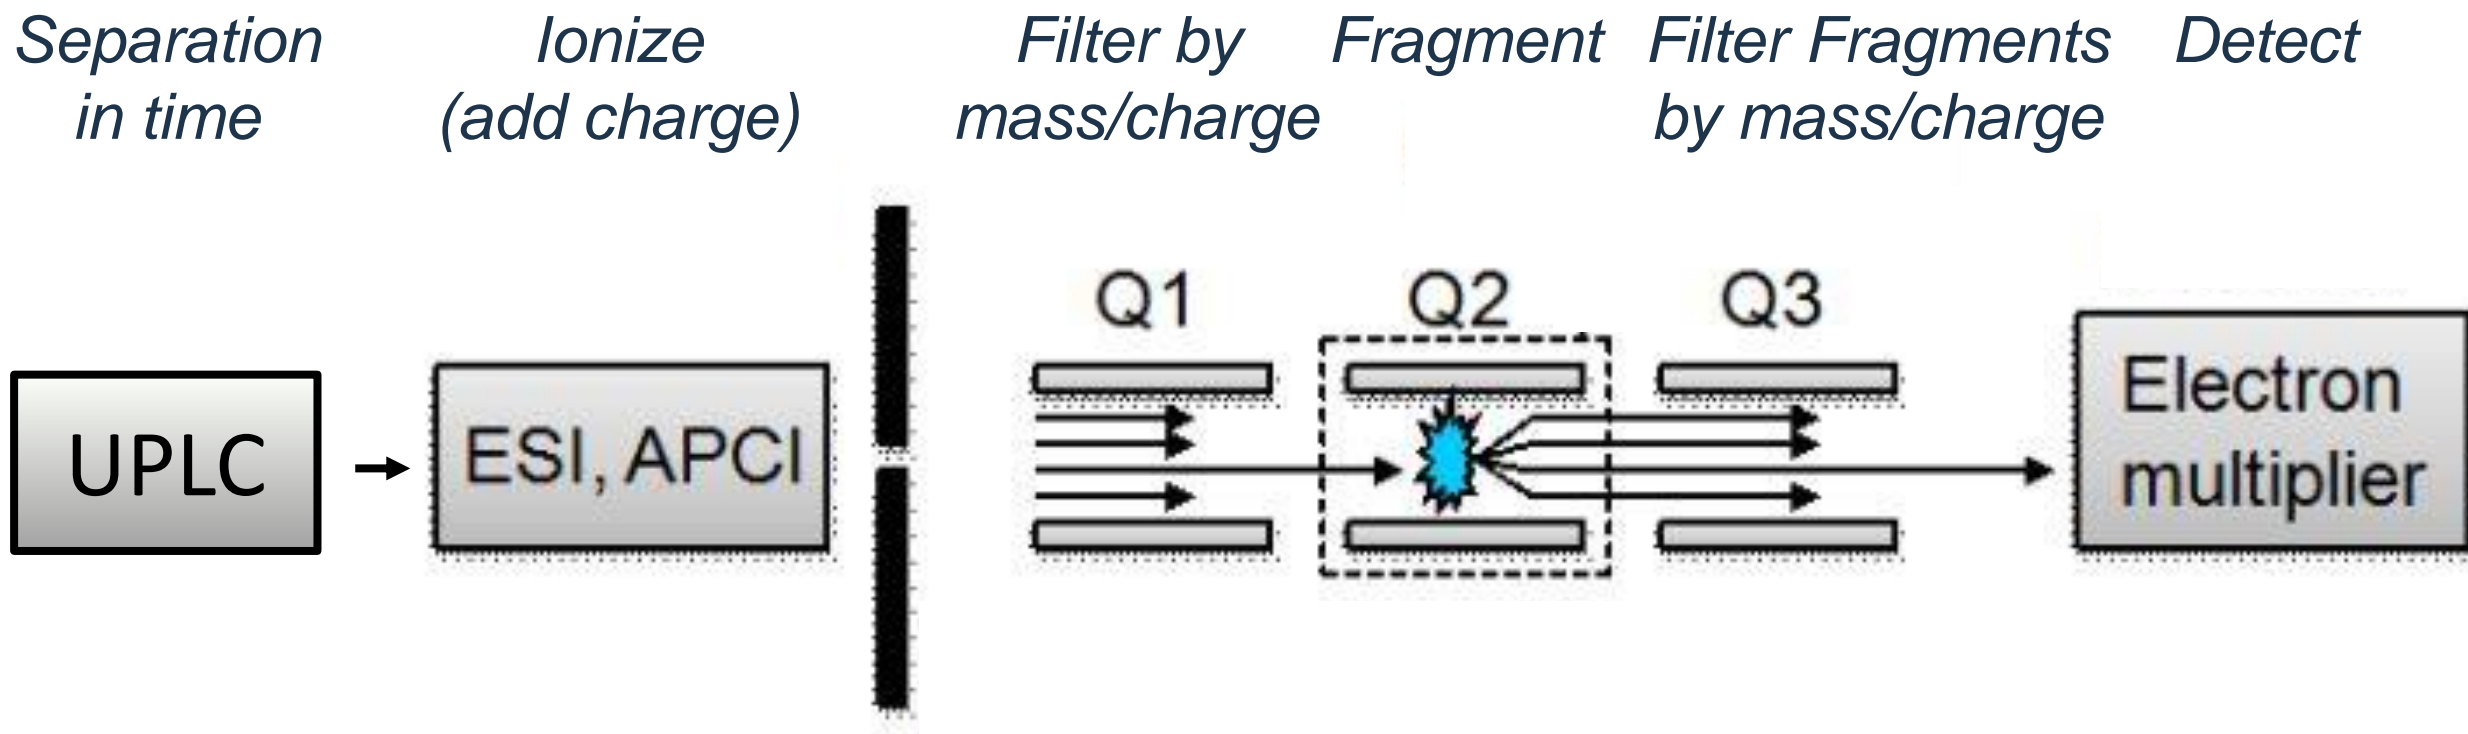 Separation
in time
Ionize
(add charge)
Filter by
mass/charge
Fragment
Filter Fragments
by mass/charge
Detect
UPLC
ESI, APCI
Q1
Q2
Q3
Electron
multiplier